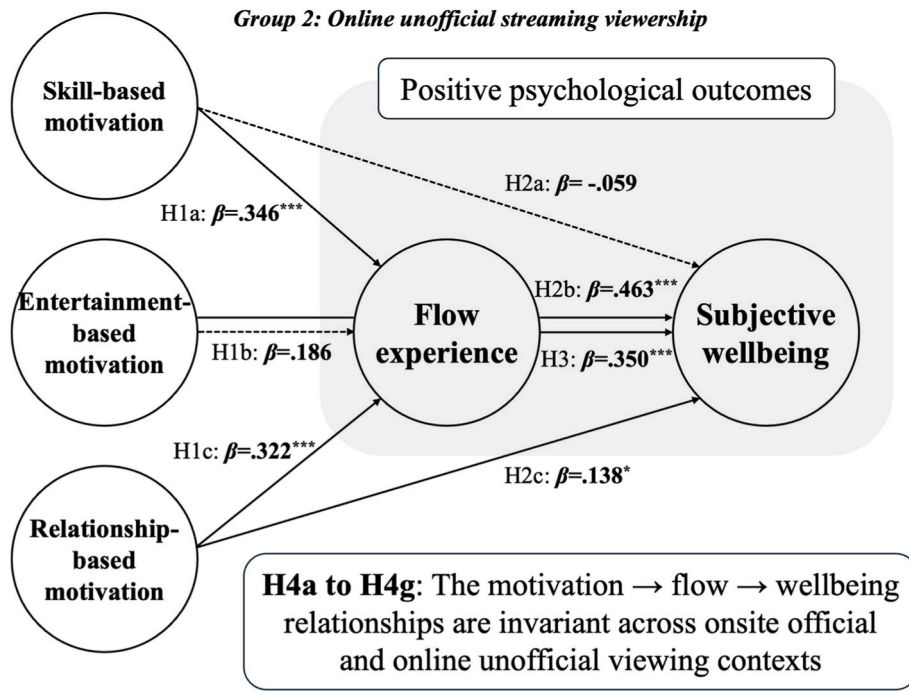 Group 2: Online unofficial streaming viewership
Skill-based
motivation
Positive psychological outcomes
H2a: β= -.059
H1a: β=.346***
Entertainment-
based
motivation
H1b: β=.186
Flow
experience
H2b: β=.463***
H3: β=.350***
Subjective
wellbeing
H1c: β=.322***
H2c: β=.138*
Relationship-
based
motivation
H4a to H4g: The motivation → flow → wellbeing
relationships are invariant across onsite official
and online unofficial viewing contexts